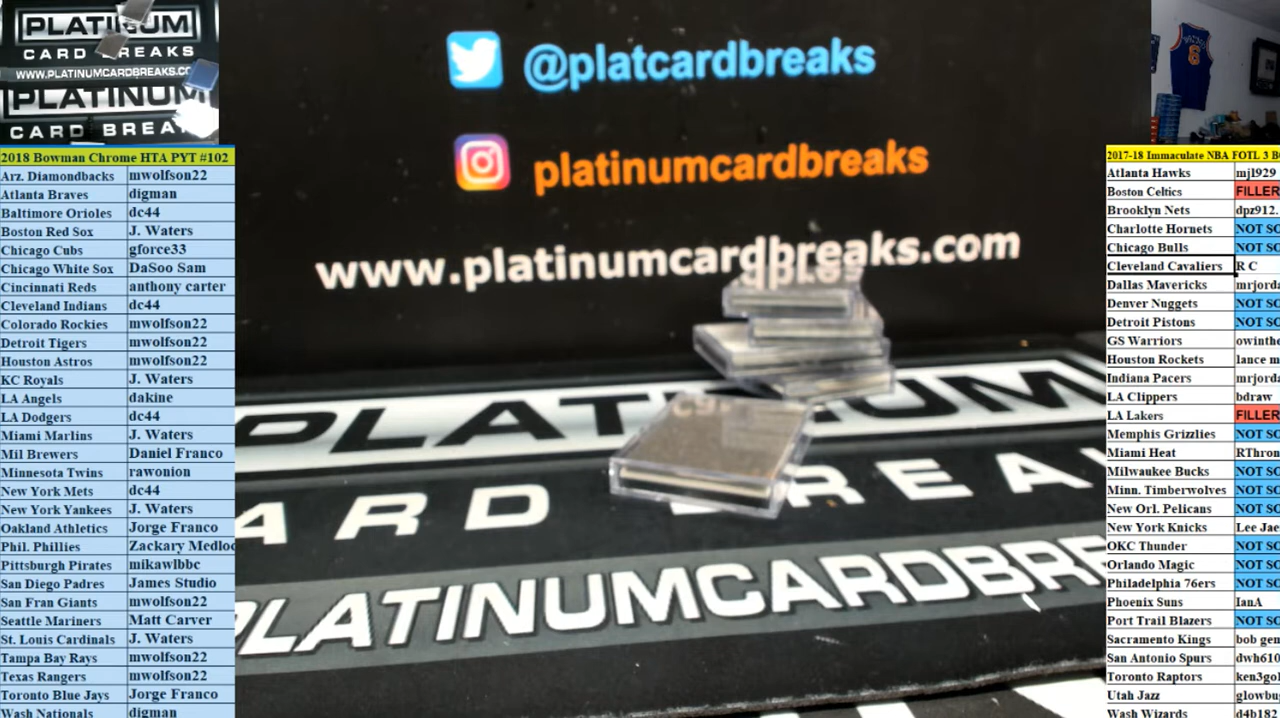 PLATINUM
CARD BREAKS
WWW.PLATINUMCARDBREAKS.CO
PLATINUM
CARD BREA
@platcardbreaks
platinumcardbreaks
www.platinumcardbreaks.com
PLATINUM
ARD BREA
PLATINUMCARDBRE
2018 Bowman Chrome HTA PYT #102
Arz. Diamondbacks mwolfson22
Atlanta Braves digman
Baltimore Orioles dc44
Boston Red Sox J. Waters
Chicago Cubs gforce33
Chicago White Sox DaSoo Sam
Cincinnati Reds anthony carter
Cleveland Indians dc44
Colorado Rockies mwolfson22
Detroit Tigers mwolfson22
Houston Astros mwolfson22
KC Royals J. Waters
LA Angels dakine
LA Dodgers dc44
Miami Marlins J. Waters
Mil Brewers Daniel Franco
Minnesota Twins rawonion
New York Mets dc44
New York Yankees J. Waters
Oakland Athletics Jorge Franco
Phil. Phillies Zackary Medloc
Pittsburgh Pirates mikawlbbc
San Diego Padres James Studio
San Fran Giants mwolfson22
Seattle Mariners Matt Carver
St. Louis Cardinals J. Waters
Tampa Bay Rays mwolfson22
Texas Rangers mwolfson22
Toronto Blue Jays Jorge Franco
Wash Nationals digman
6
2017-18 Immaculate NBA FOTL 3 B
Atlanta Hawks mjl929
Boston Celtics FILLER
Brooklyn Nets dpz912.
Charlotte Hornets NOT SO
Chicago Bulls NOT SO
Cleveland Cavaliers R C
Dallas Mavericks mrjorda
Denver Nuggets NOT SO
Detroit Pistons NOT SO
GS Warriors owinthe
Houston Rockets lance m
Indiana Pacers mrjorda
LA Clippers bdraw
LA Lakers FILLER
Memphis Grizzlies NOT SO
Miami Heat RThron
Milwaukee Bucks NOT SO
Minn. Timberwolves NOT SO
New Orl. Pelicans NOT SO
New York Knicks Lee Jae
OKC Thunder NOT SO
Orlando Magic NOT SO
Philadelphia 76ers NOT SO
Phoenix Suns IanA
Port Trail Blazers NOT SO
Sacramento Kings bob gen
San Antonio Spurs dwh610
Toronto Raptors ken3gol
Utah Jazz glowbu
Wash Wizards d4b182